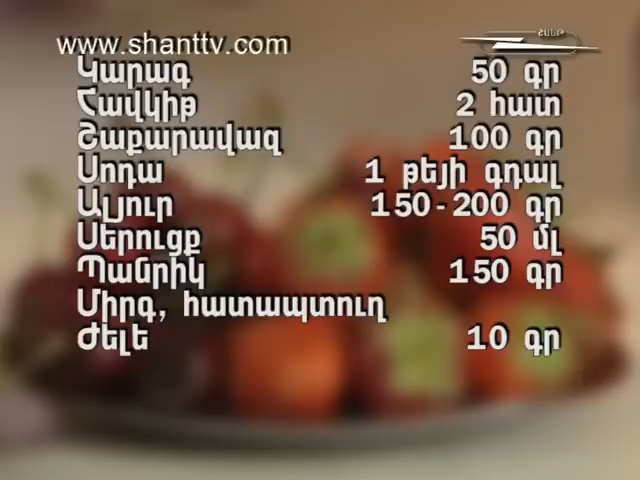 www.shanttv.com
ՇԱՆԹ
Կարագ 50 գր
Հավկիթ 2 հատ
Շաքարավազ 100 գր
Սոդա 1 թեյի գդալ
Ալյուր 150-200 գր
Սերուցք 50 մլ
Պանրիկ 150 գր
Միրգ, հատապտուղ
Ժելե 10 գր